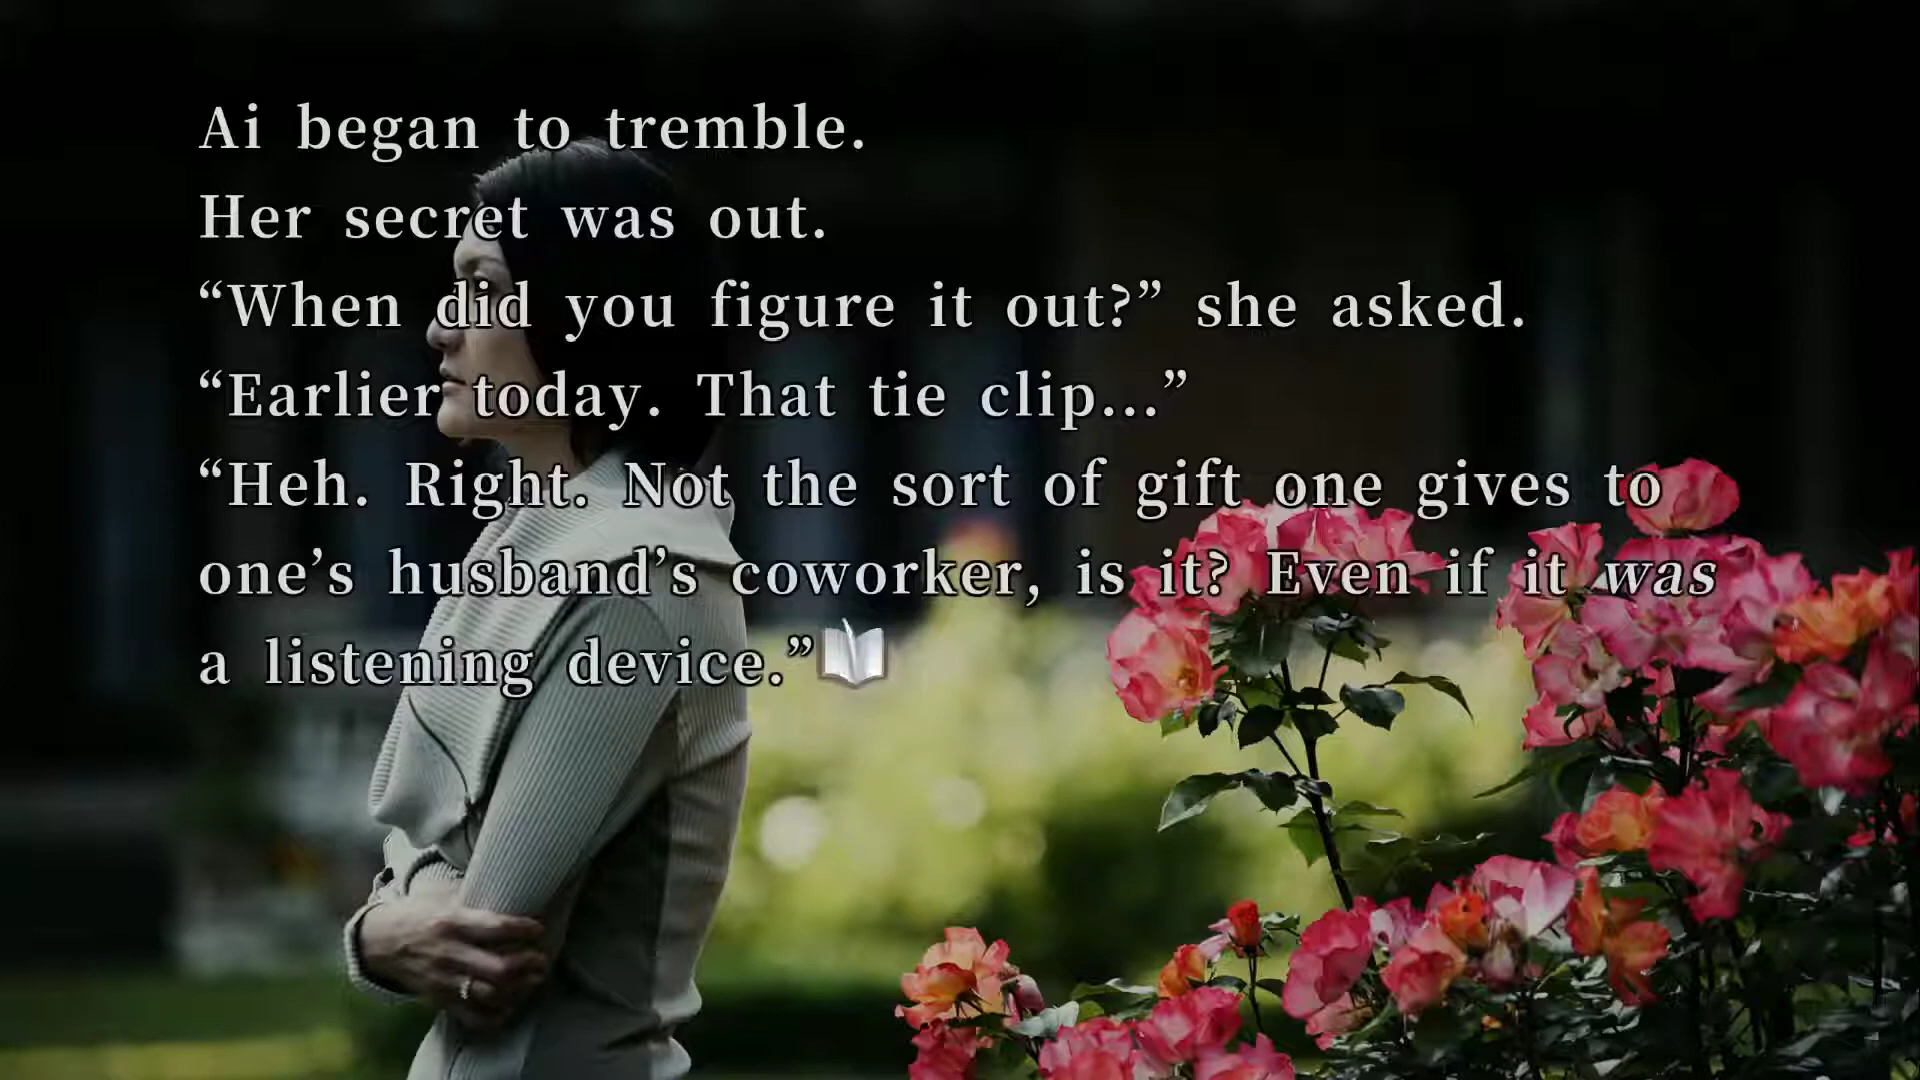 Ai began to tremble.
Her secret was out.
“When did you figure it out?” she asked.
“Earlier today. That tie clip...”
“Heh. Right. Not the sort of gift one gives to
one’s husband’s coworker, is it? Even if it was
a listening device.”